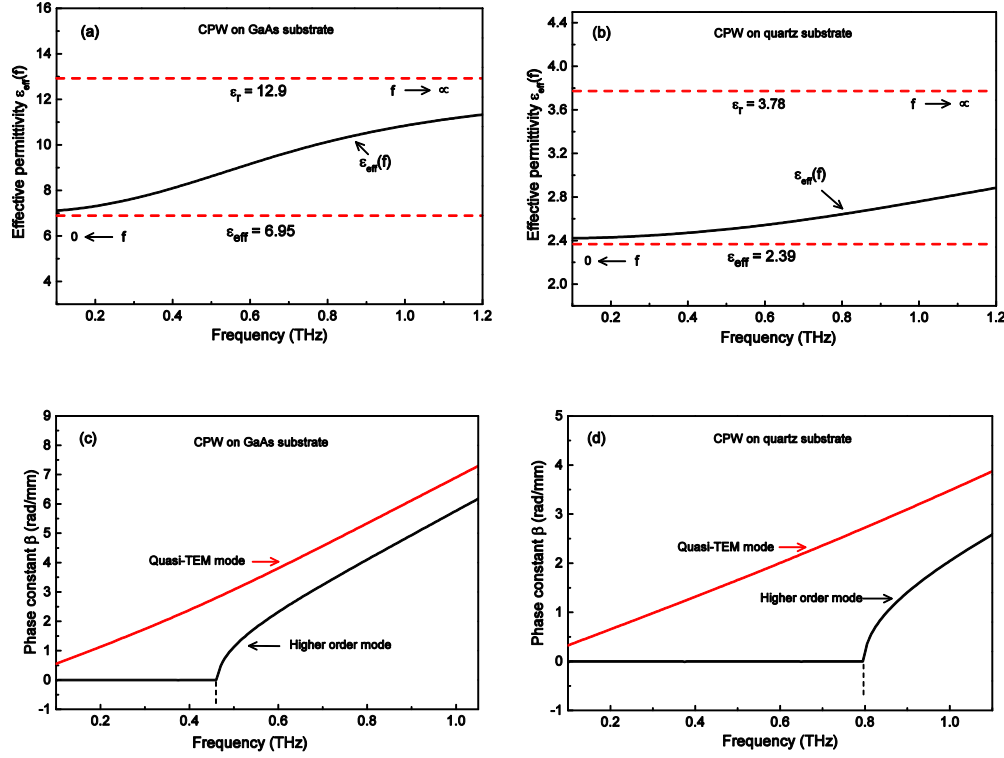 (a)
CPW on GaAs substrate
16
14
12
10
8
6
4
Effective permittivity εeff(f)
εr = 12.9
f → ∝
εeff(f)
0 ← f
εeff = 6.95
0.2 0.4 0.6 0.8 1.0 1.2
Frequency (THz)
(b)
CPW on quartz substrate
4.4
4.0
3.6
3.2
2.8
2.4
2.0
Effective permittivity εeff(f)
εr = 3.78
f → ∝
εeff(f)
0 ← f
εeff = 2.39
0.2 0.4 0.6 0.8 1.0 1.2
Frequency (THz)
(c)
CPW on GaAs substrate
9
8
7
6
5
4
3
2
1
0
-1
Phase constant β (rad/mm)
Quasi-TEM mode
Higher order mode
0.2 0.4 0.6 0.8 1.0
Frequency (THz)
(d)
CPW on quartz substrate
5
4
3
2
1
0
-1
Phase constant β (rad/mm)
Quasi-TEM mode
Higher order mode
0.2 0.4 0.6 0.8 1.0
Frequency (THz)